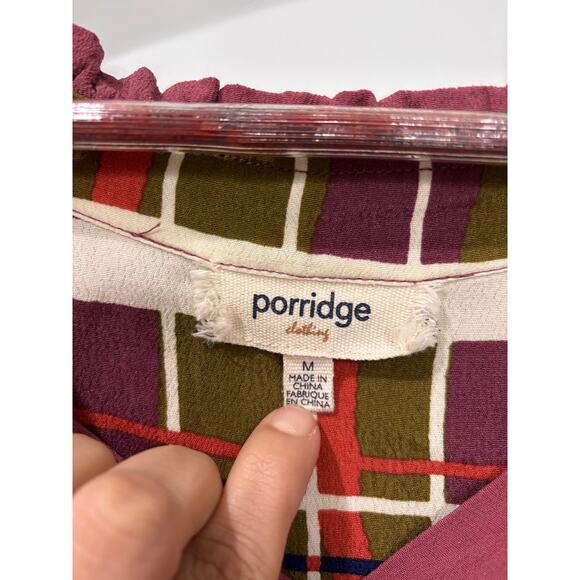 porridge
clothing
M
MADE IN
CHINA
FABRIQUE
EN CHINA